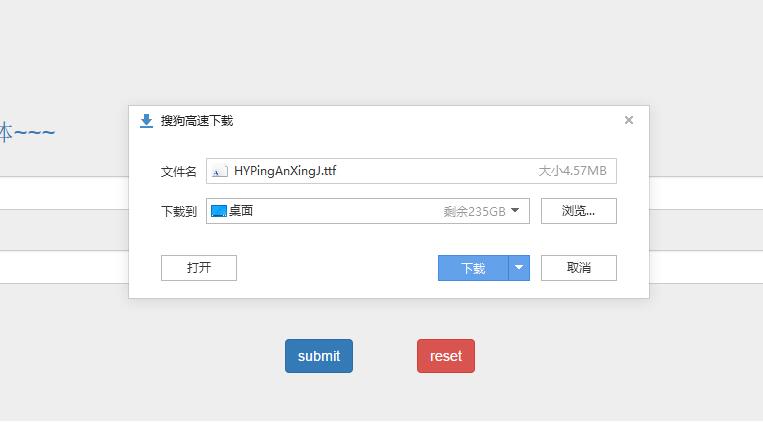 搜狗高速下载
体~~~
文件名 HYPingAnXingJ.ttf 大小4.57MB
下载到 桌面 剩余235GB 浏览...
打开 下载 取消
submit reset